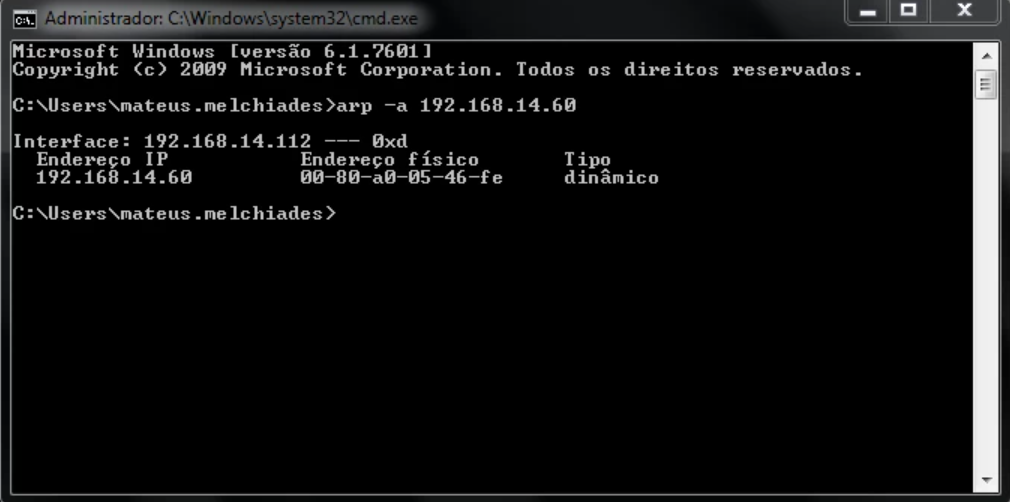 Administrador: C:\Windows\system32\cmd.exe
Microsoft Windows [versão 6.1.7601]
Copyright (c) 2009 Microsoft Corporation. Todos os direitos reservados.
C:\Users\mateus.melchiades>arp -a 192.168.14.60
Interface: 192.168.14.112 --- 0xd
Endereço IP Endereço físico Tipo
192.168.14.60 00-80-a0-05-46-fe dinâmico
C:\Users\mateus.melchiades>